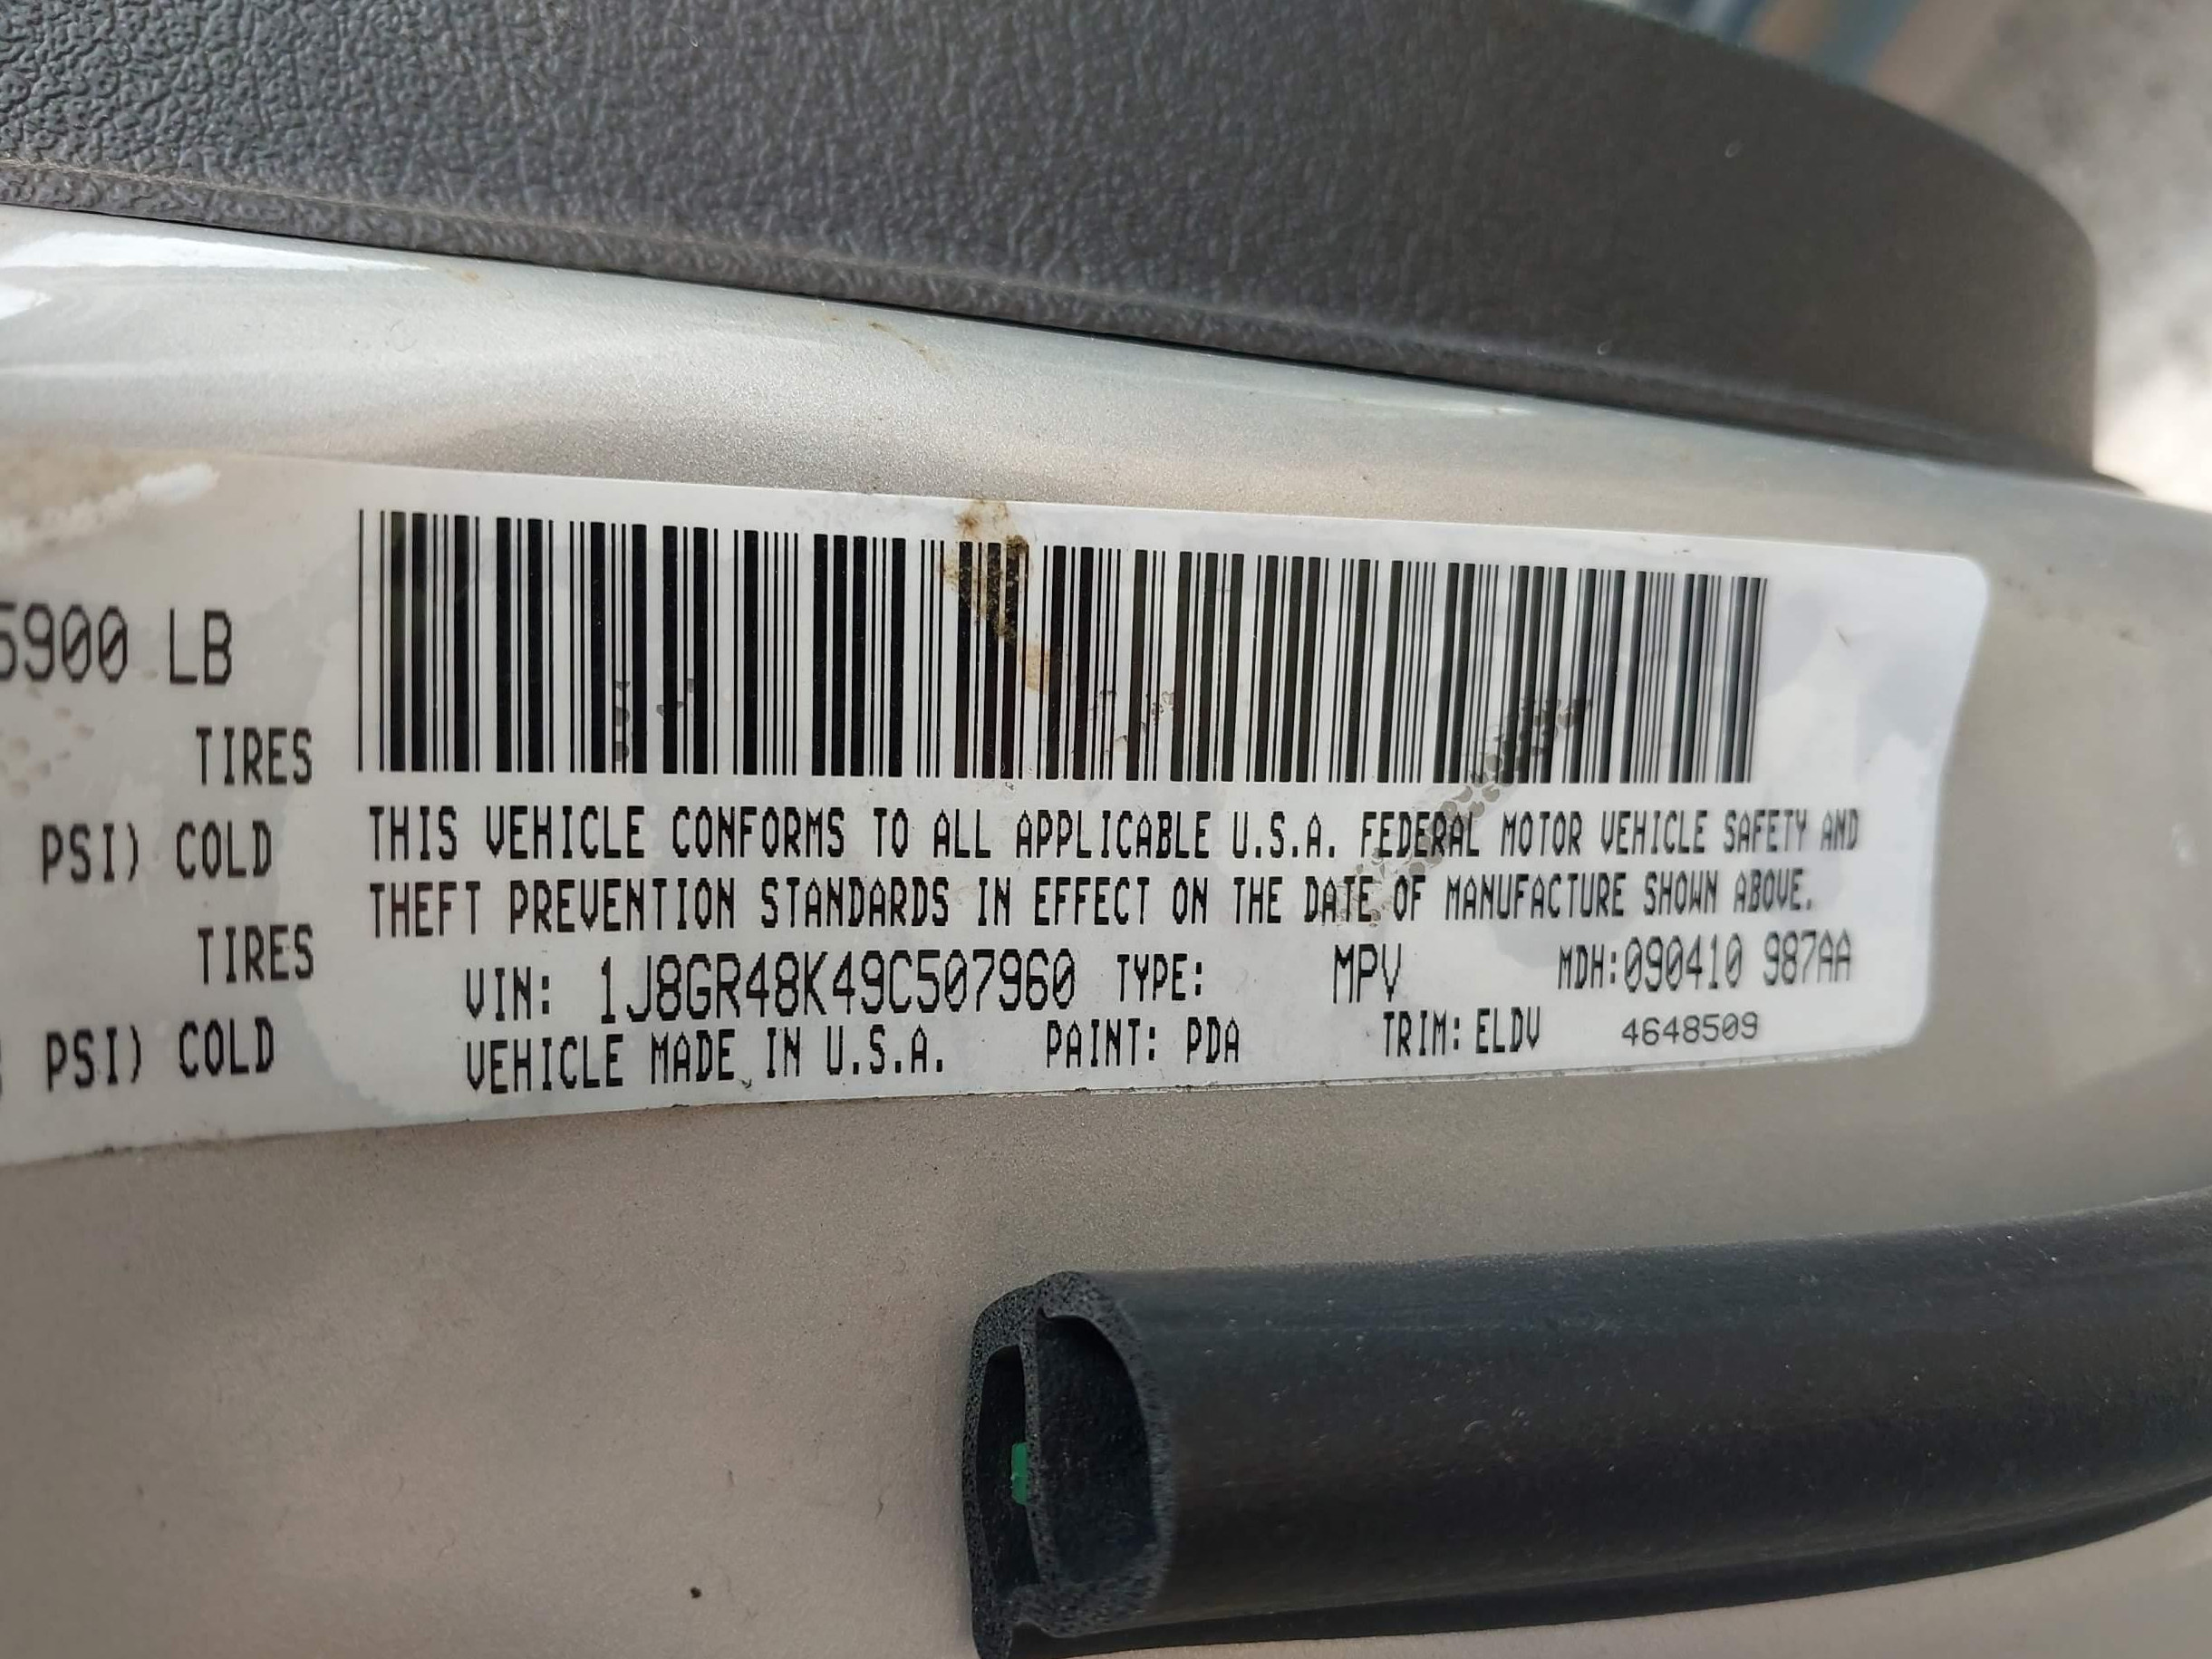 5900 LB
TIRES
PSI) COLD
TIRES
PSI) COLD
THIS VEHICLE CONFORMS TO ALL APPLICABLE U.S.A. FEDERAL MOTOR VEHICLE SAFETY AND
THEFT PREVENTION STANDARDS IN EFFECT ON THE DATE OF MANUFACTURE SHOWN ABOVE.
VIN: 1J8GR48K49C507960 TYPE: MPV MDH:090410 987AA
VEHICLE MADE IN U.S.A. PAINT: PDA TRIM: ELDV 4648509